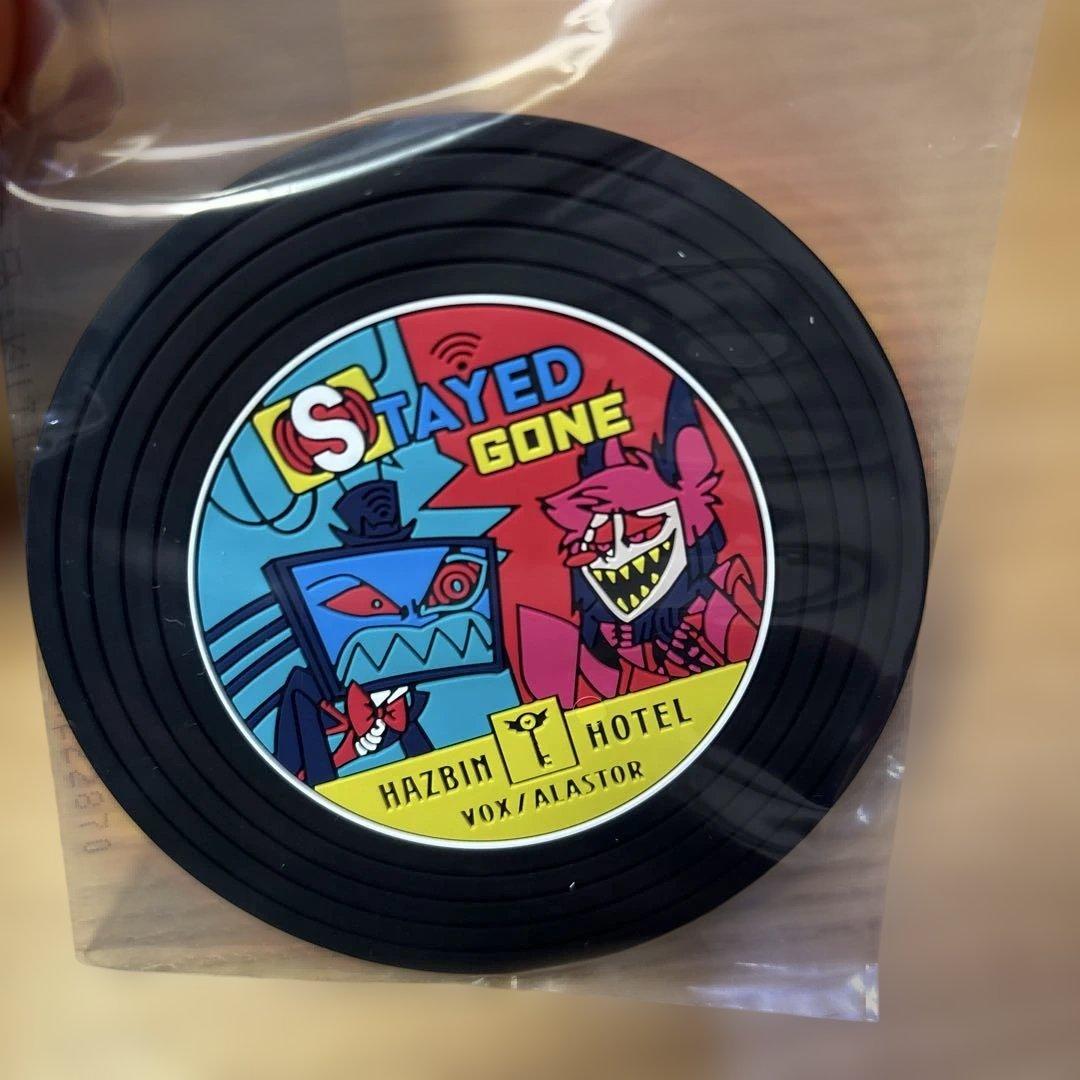 STAYED
GONE
HAZBIN HOTEL
VOX/ALASTOR